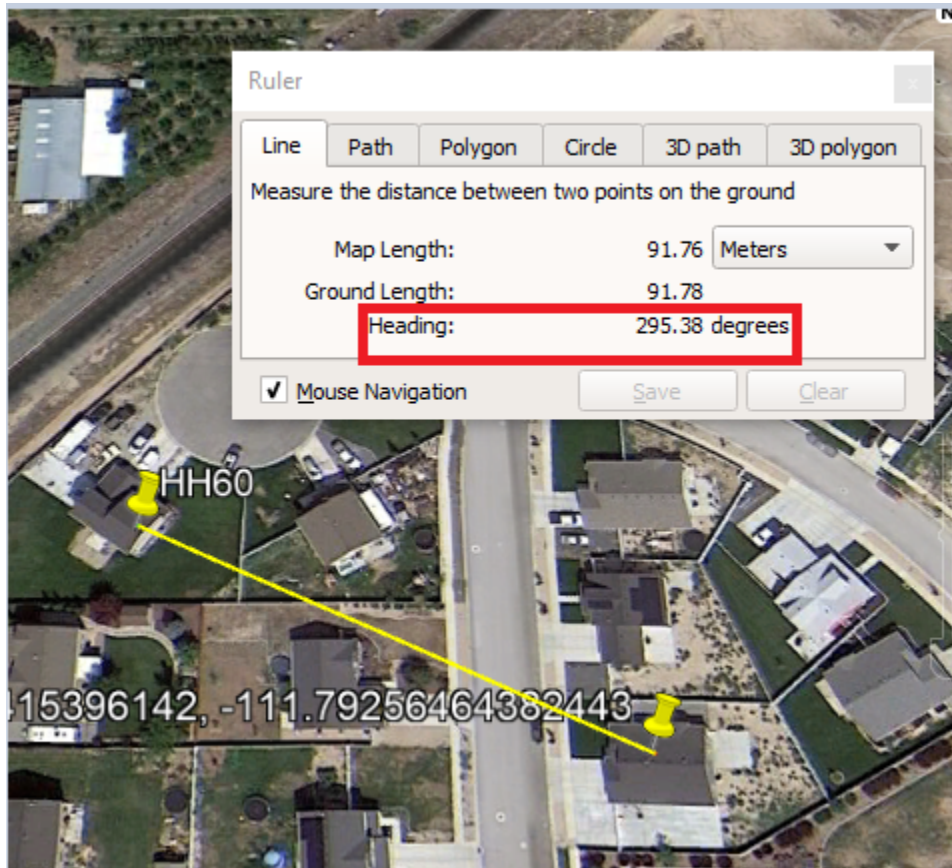 N
Ruler
x
Line Path Polygon Circle 3D path 3D polygon
Measure the distance between two points on the ground
Map Length: 91.76 Meters
Ground Length: 91.78
Heading: 295.38 degrees
Mouse Navigation Save Clear
HH60
415396142, -111.79256464382443